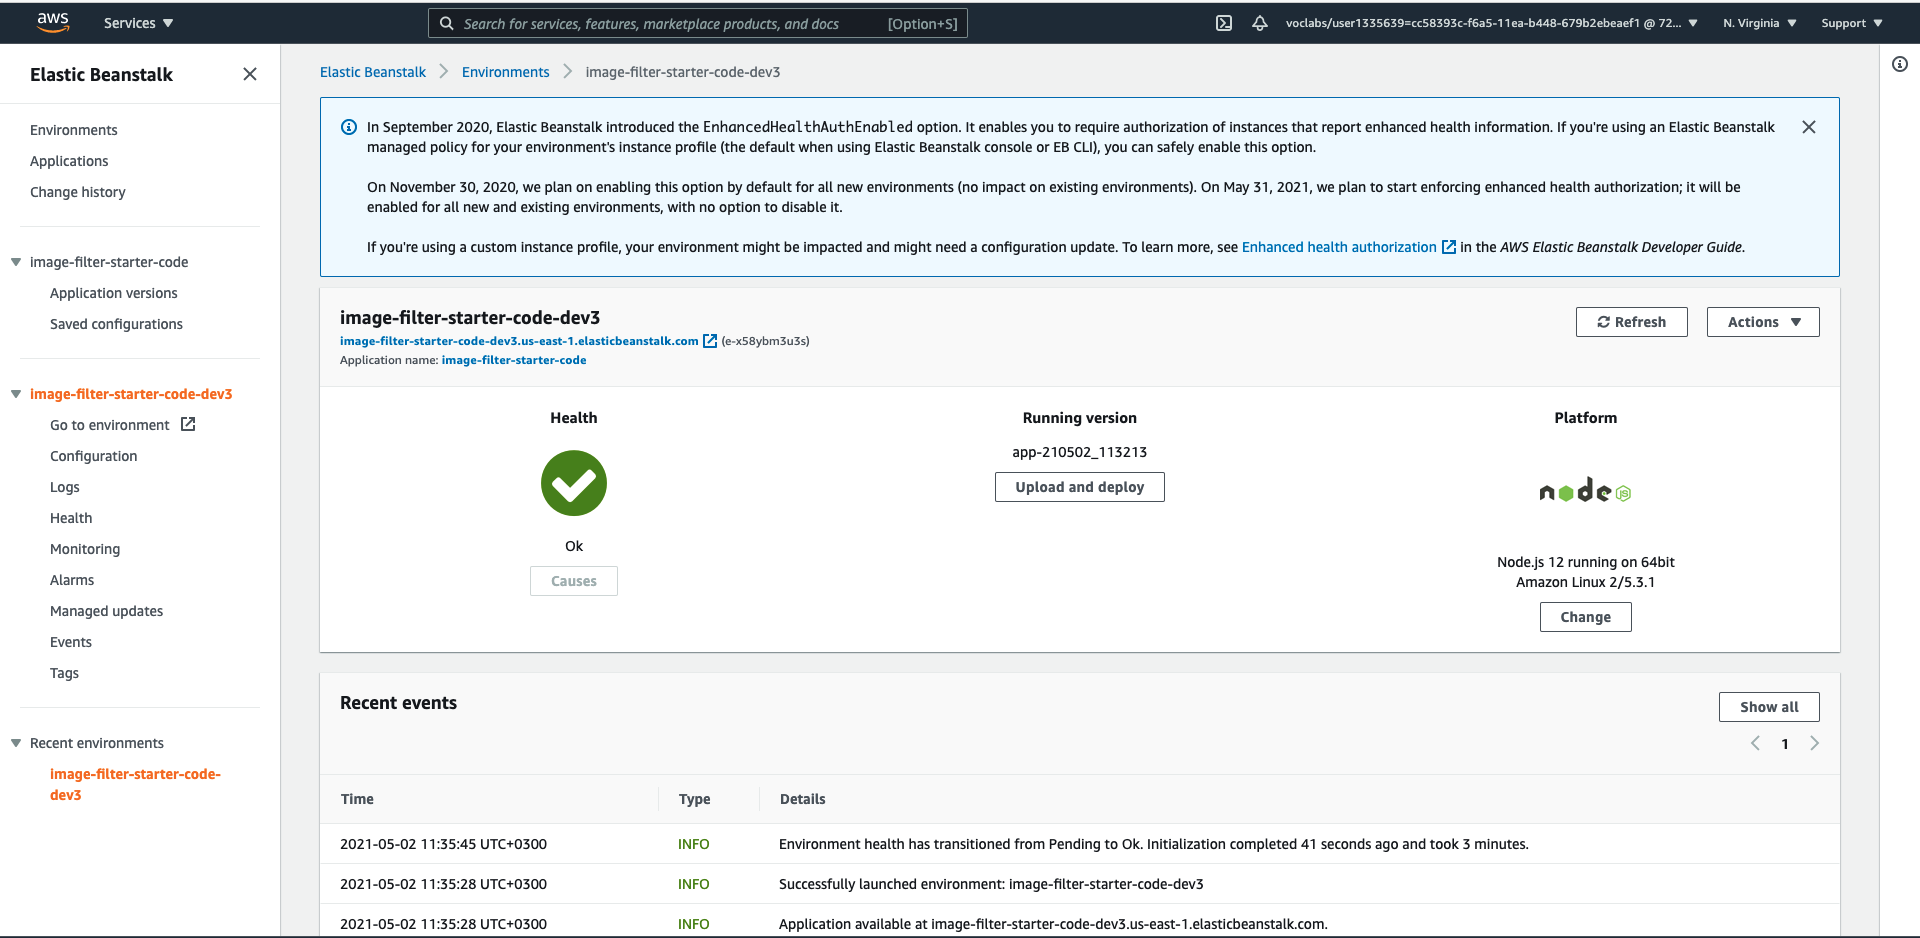 aws
Services
Search for services, features, marketplace products, and docs [Option+S]
voclabs/user1335639=cc58393c-f6a5-11ea-b448-679b2ebeaef1 @ 72...
N. Virginia
Support
Elastic Beanstalk
Environments
Applications
Change history
image-filter-starter-code
Application versions
Saved configurations
image-filter-starter-code-dev3
Go to environment
Configuration
Logs
Health
Monitoring
Alarms
Managed updates
Events
Tags
Recent environments
image-filter-starter-code-
dev3
Elastic Beanstalk > Environments > image-filter-starter-code-dev3
In September 2020, Elastic Beanstalk introduced the EnhancedHealthAuthEnabled option. It enables you to require authorization of instances that report enhanced health information. If you're using an Elastic Beanstalk
managed policy for your environment's instance profile (the default when using Elastic Beanstalk console or EB CLI), you can safely enable this option.
On November 30, 2020, we plan on enabling this option by default for all new environments (no impact on existing environments). On May 31, 2021, we plan to start enforcing enhanced health authorization; it will be
enabled for all new and existing environments, with no option to disable it.
If you're using a custom instance profile, your environment might be impacted and might need a configuration update. To learn more, see Enhanced health authorization in the AWS Elastic Beanstalk Developer Guide.
image-filter-starter-code-dev3
image-filter-starter-code-dev3.us-east-1.elasticbeanstalk.com (e-x58ybm3u3s)
Application name: image-filter-starter-code
Refresh
Actions
Health
Ok
Causes
Running version
app-210502_113213
Upload and deploy
Platform
node JS
Node.js 12 running on 64bit
Amazon Linux 2/5.3.1
Change
Recent events
Show all
1
Time Type Details
2021-05-02 11:35:45 UTC+0300 INFO Environment health has transitioned from Pending to Ok. Initialization completed 41 seconds ago and took 3 minutes.
2021-05-02 11:35:28 UTC+0300 INFO Successfully launched environment: image-filter-starter-code-dev3
2021-05-02 11:35:28 UTC+0300 INFO Application available at image-filter-starter-code-dev3.us-east-1.elasticbeanstalk.com.